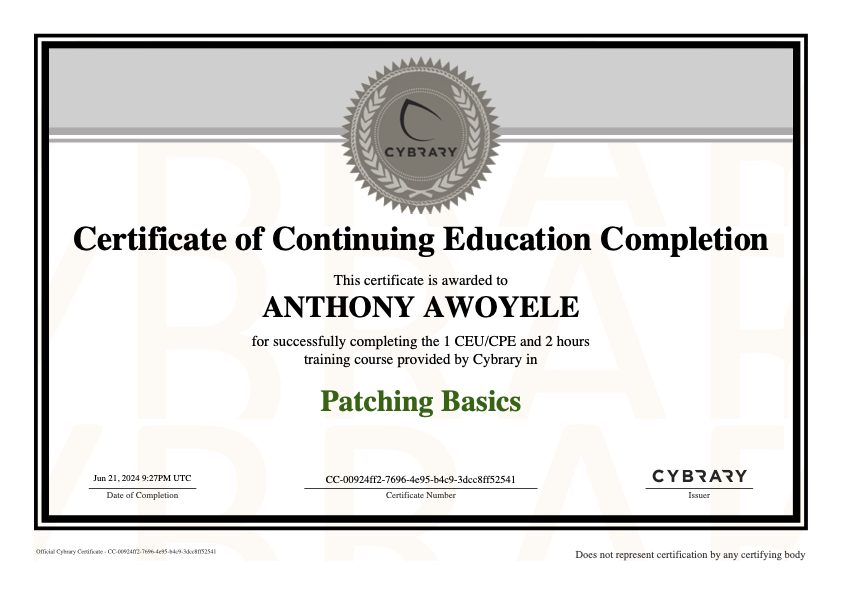 CYBRARY
Certificate of Continuing Education Completion
This certificate is awarded to
ANTHONY AWOYELE
for successfully completing the 1 CEU/CPE and 2 hours
training course provided by Cybrary in
Patching Basics
Jun 21, 2024 9:27PM UTC
Date of Completion
CC-00924ff2-7696-4e95-b4c9-3dcc8ff52541
Certificate Number
CYBRARY
Issuer
Official Cybrary Certificate - CC-00924ff2-7696-4e95-b4c9-3dcc8ff52541
Does not represent certification by any certifying body